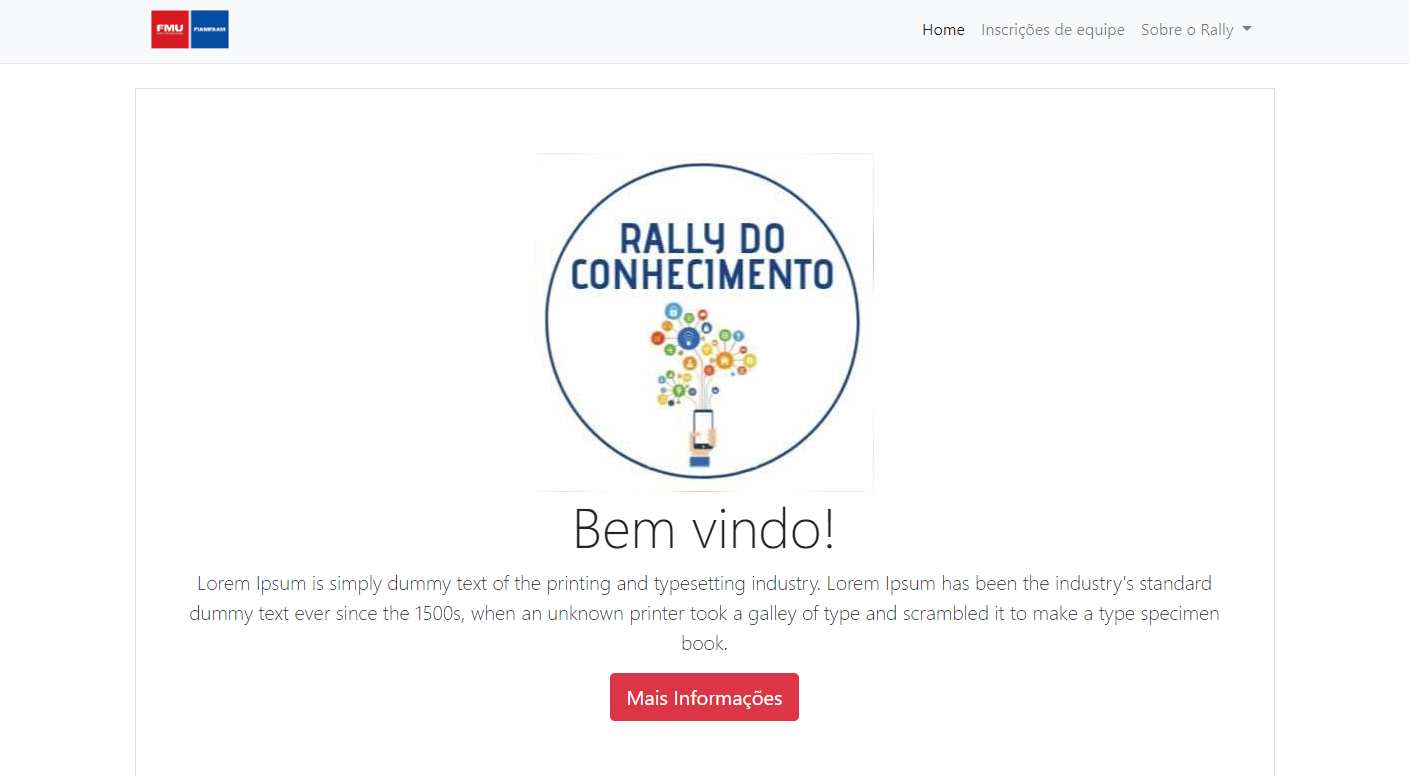 FMU
FIAMFAAM
Home
Inscrições de equipe
Sobre o Rally
RALLY DO
CONHECIMENTO
Bem vindo!
Lorem Ipsum is simply dummy text of the printing and typesetting industry. Lorem Ipsum has been the industry's standard
dummy text ever since the 1500s, when an unknown printer took a galley of type and scrambled it to make a type specimen
book.
Mais Informações